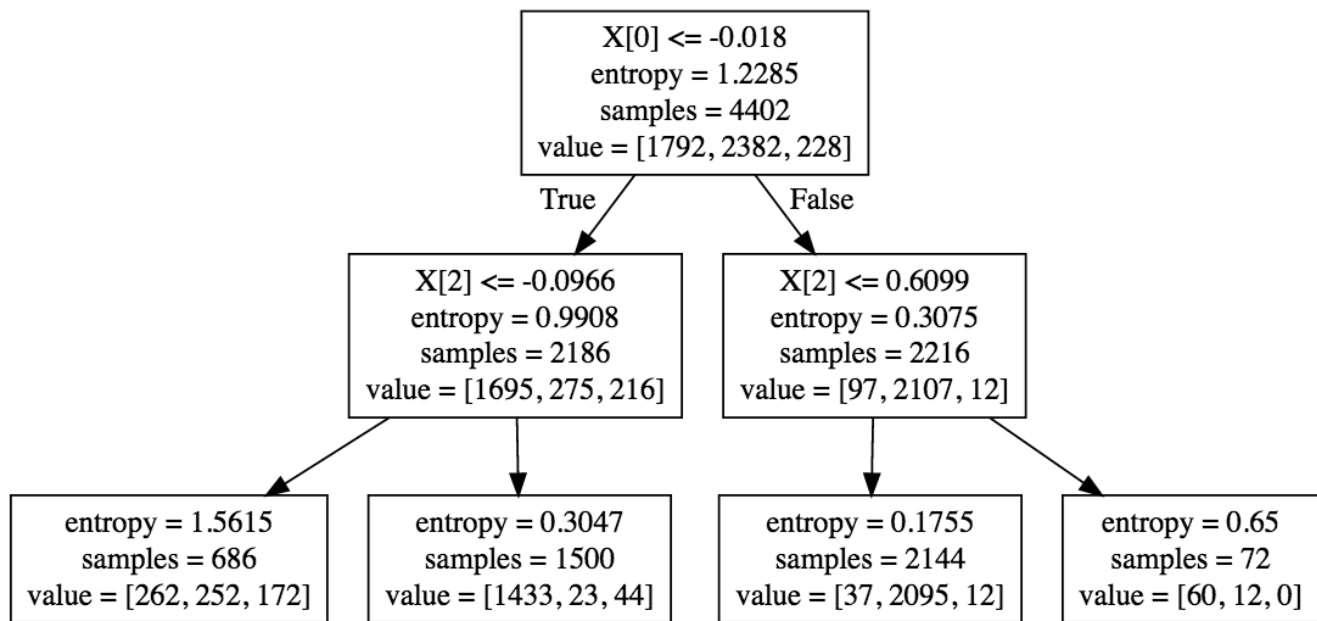 X[0] <= -0.018
entropy = 1.2285
samples = 4402
value = [1792, 2382, 228]
True
False
X[2] <= -0.0966
entropy = 0.9908
samples = 2186
value = [1695, 275, 216]
X[2] <= 0.6099
entropy = 0.3075
samples = 2216
value = [97, 2107, 12]
entropy = 1.5615
samples = 686
value = [262, 252, 172]
entropy = 0.3047
samples = 1500
value = [1433, 23, 44]
entropy = 0.1755
samples = 2144
value = [37, 2095, 12]
entropy = 0.65
samples = 72
value = [60, 12, 0]